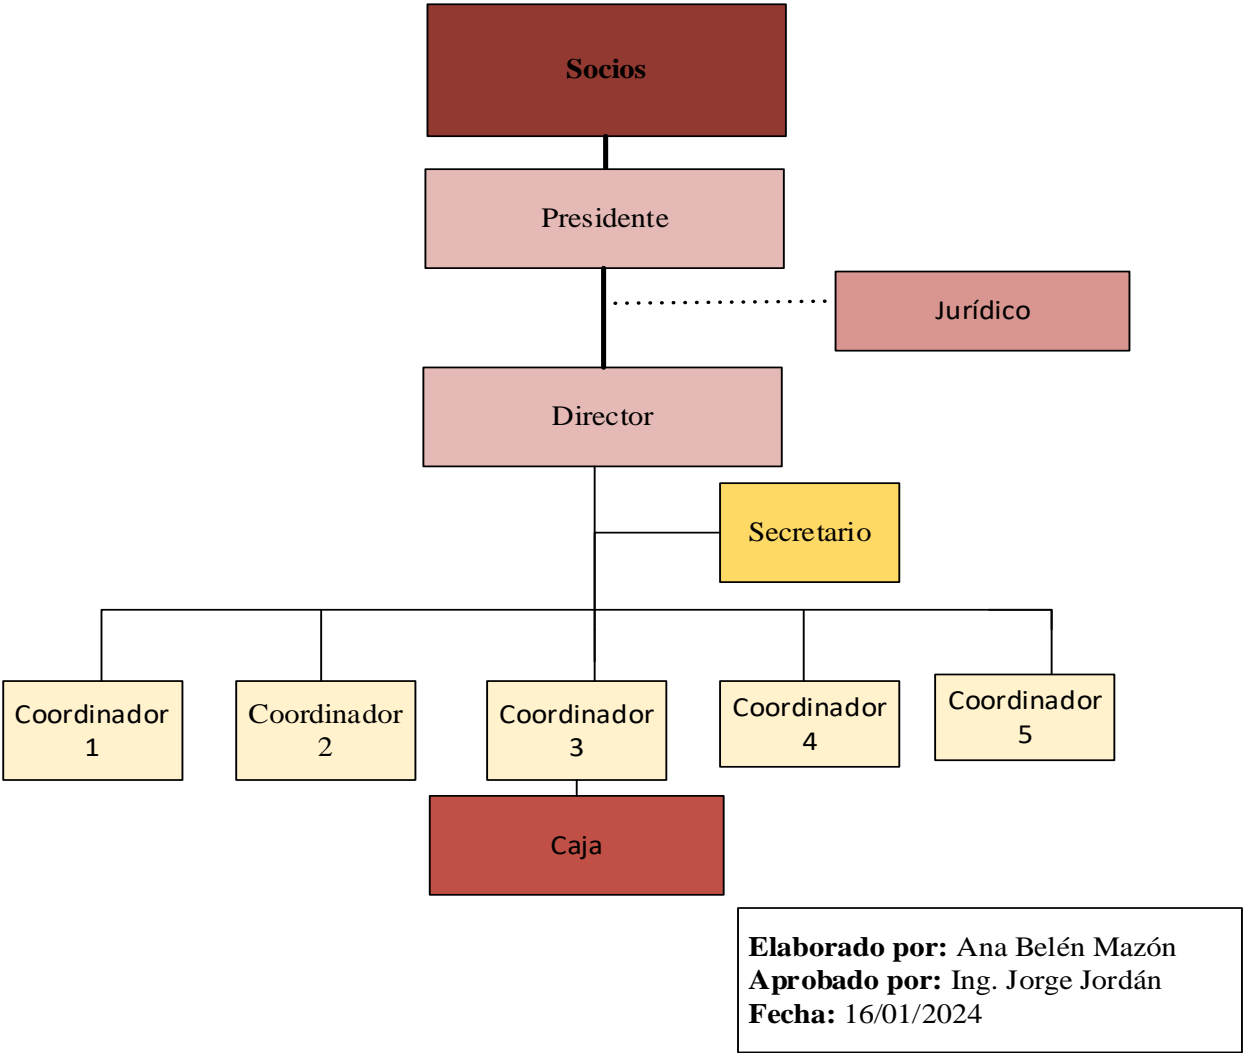 Socios
Presidente
Jurídico
Director
Secretario
Coordinador
1
Coordinador
2
Coordinador
3
Coordinador
4
Coordinador
5
Caja
Elaborado por: Ana Belén Mazón
Aprobado por: Ing. Jorge Jordán
Fecha: 16/01/2024